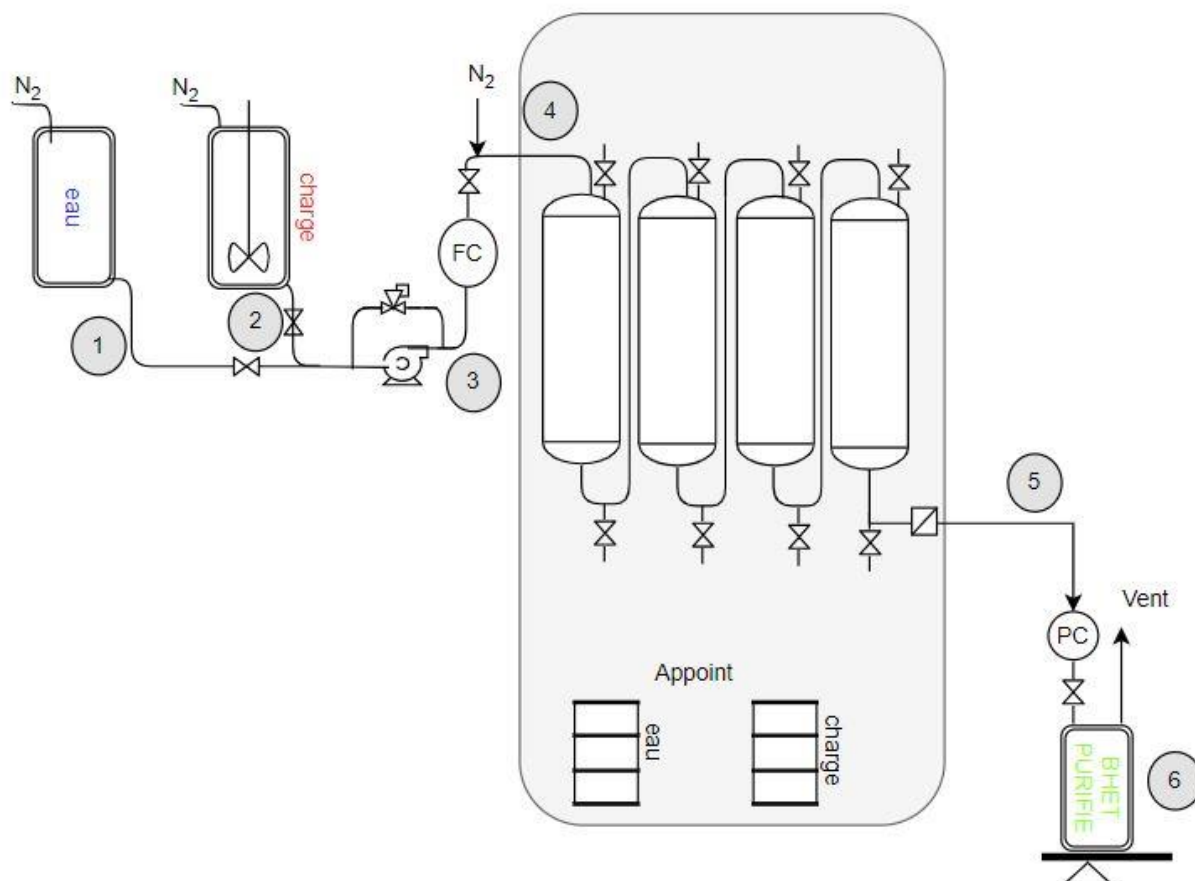 N2
N2
N2
4
eau
charge
FC
1
2
3
5
Vent
PC
Appoint
eau
charge
BHET
PURIFIE
6